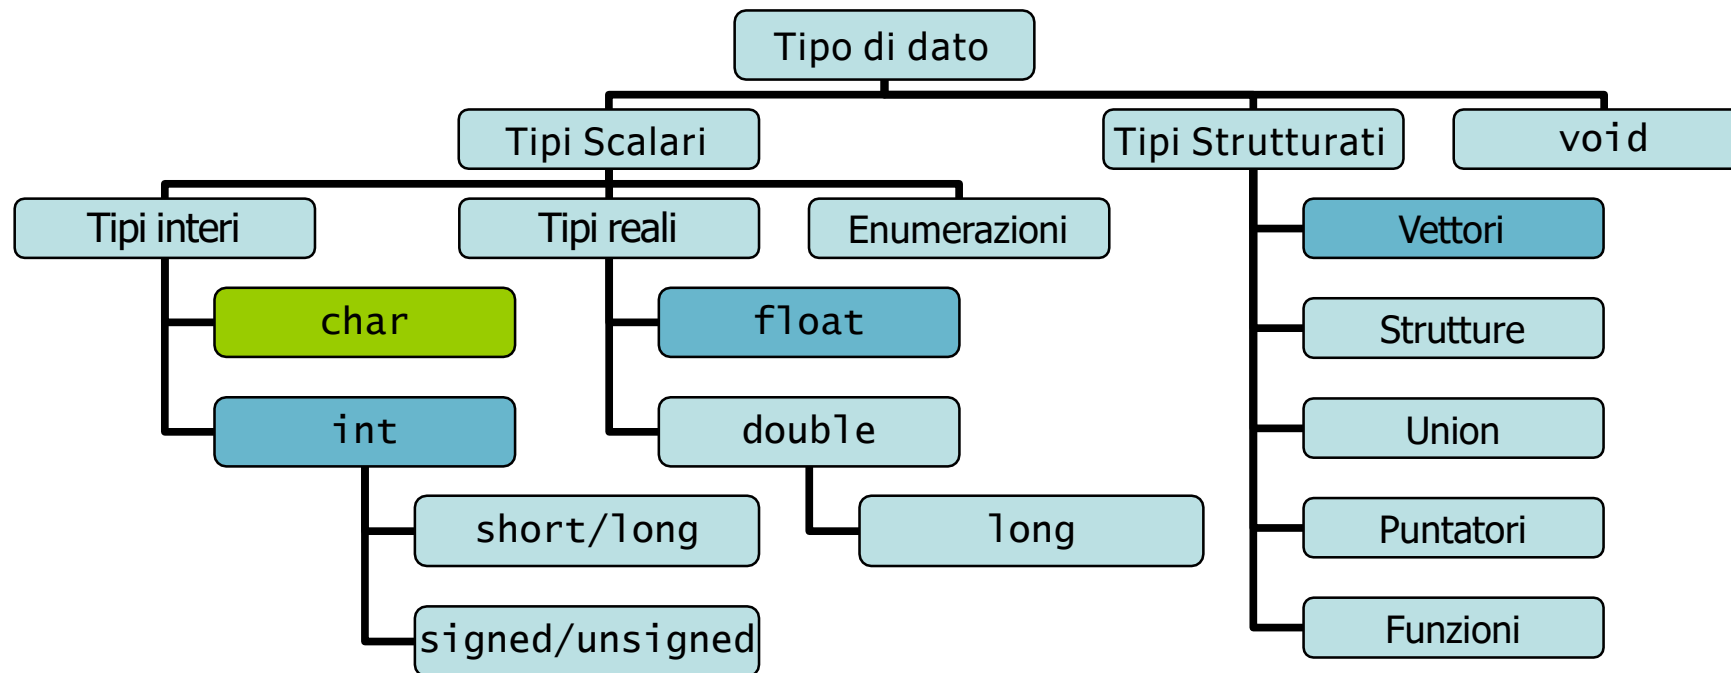 Tipo di dato
Tipi Scalari
Tipi Strutturati
void
Tipi interi
Tipi reali
Enumerazioni
Vettori
char
float
Strutture
int
double
Union
short/long
long
Puntatori
signed/unsigned
Funzioni